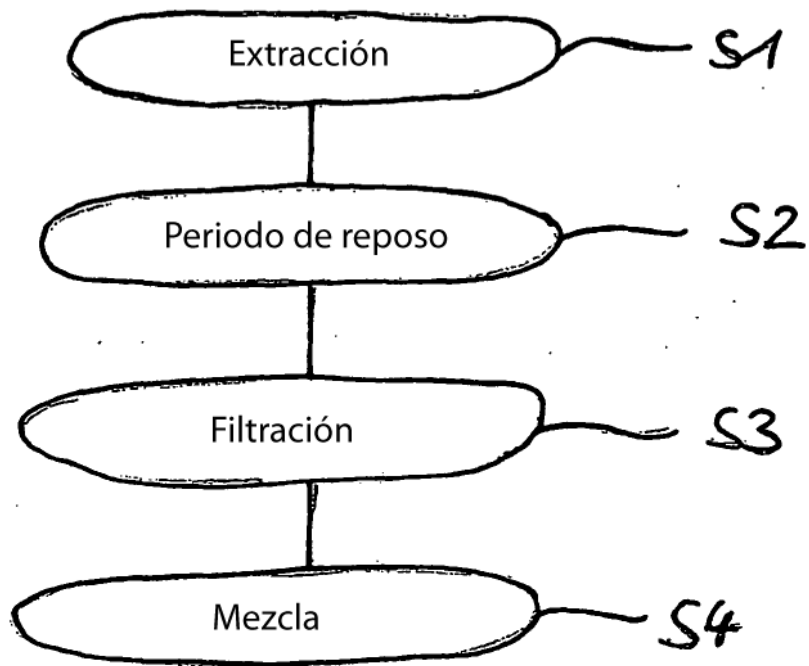 Extracción S1
Periodo de reposo S2
Filtración S3
Mezcla S4